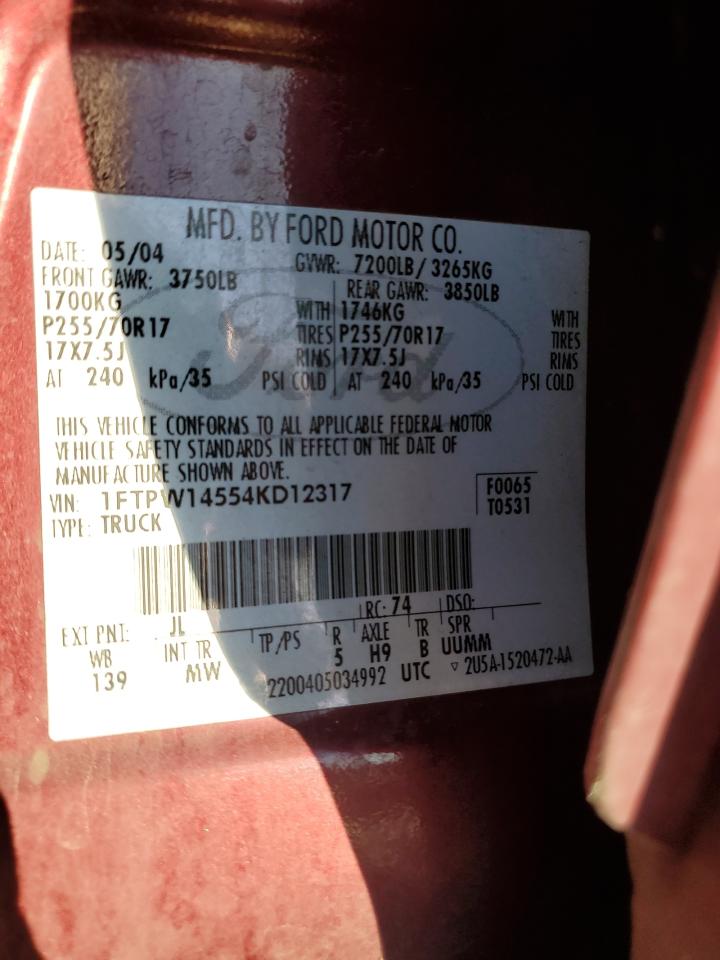 MFD. BY FORD MOTOR CO.
DATE: 05/04 GVWR: 7200LB/ 3265KG
FRONT GAWR: 3750LB REAR GAWR: 3850LB
1700KG WITH 1746KG WITH
P255/70R17 TIRES P255/70R17 TIRES
17X7.5J RIMS 17X7.5J RIMS
AT 240 kPa/35 PSI COLD AT 240 kPa/35 PSI COLD
Ford
THIS VEHICLE CONFORMS TO ALL APPLICABLE FEDERAL MOTOR
VEHICLE SAFETY STANDARDS IN EFFECT ON THE DATE OF
MANUFACTURE SHOWN ABOVE.
VIN: 1FTPW14554KD12317 F0065
TYPE: TRUCK T0531
EXT PNT: JL RC: 74 DSO:
WB INT TR TP/PS R AXLE TR SPR
139 MW 5 H9 B UUMM
2200405034992 UTC ▽ 2U5A-1520472-AA